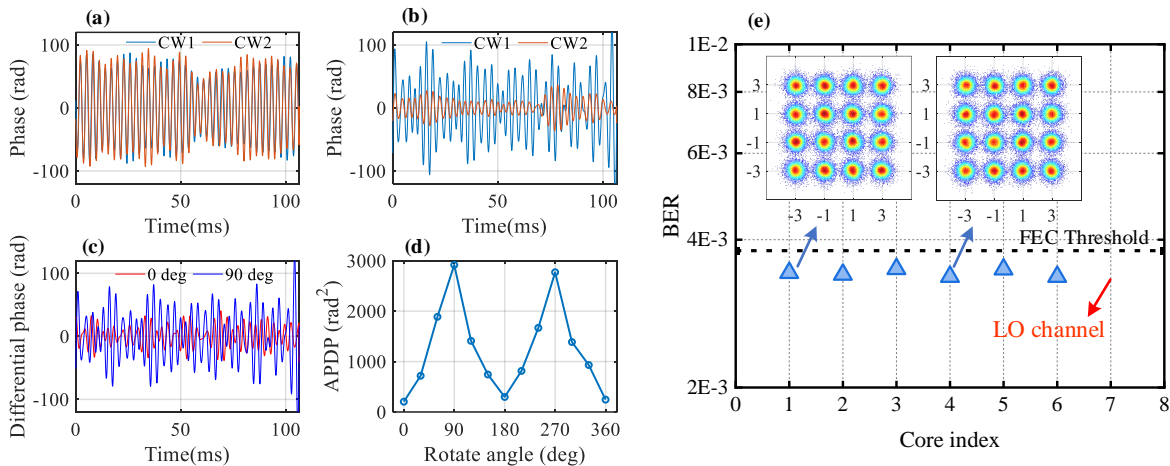 (a)
CW1 CW2
100
0
-100
Phase (rad)
0 50 100
Time(ms)
(b)
CW1 CW2
100
0
-100
Phase (rad)
0 50 100
Time(ms)
(c)
0 deg 90 deg
100
0
-100
Differential phase (rad)
0 50 100
Time(ms)
(d)
3000
2000
1000
0
APDP (rad²)
0 90 180 270 360
Rotate angle (deg)
(e)
1E-2
8E-3
6E-3
4E-3
2E-3
BER
3
1
-1
-3
-3 -1 1 3
3
1
-1
-3
-3 -1 1 3
FEC Threshold
LO channel
0 1 2 3 4 5 6 7 8
Core index